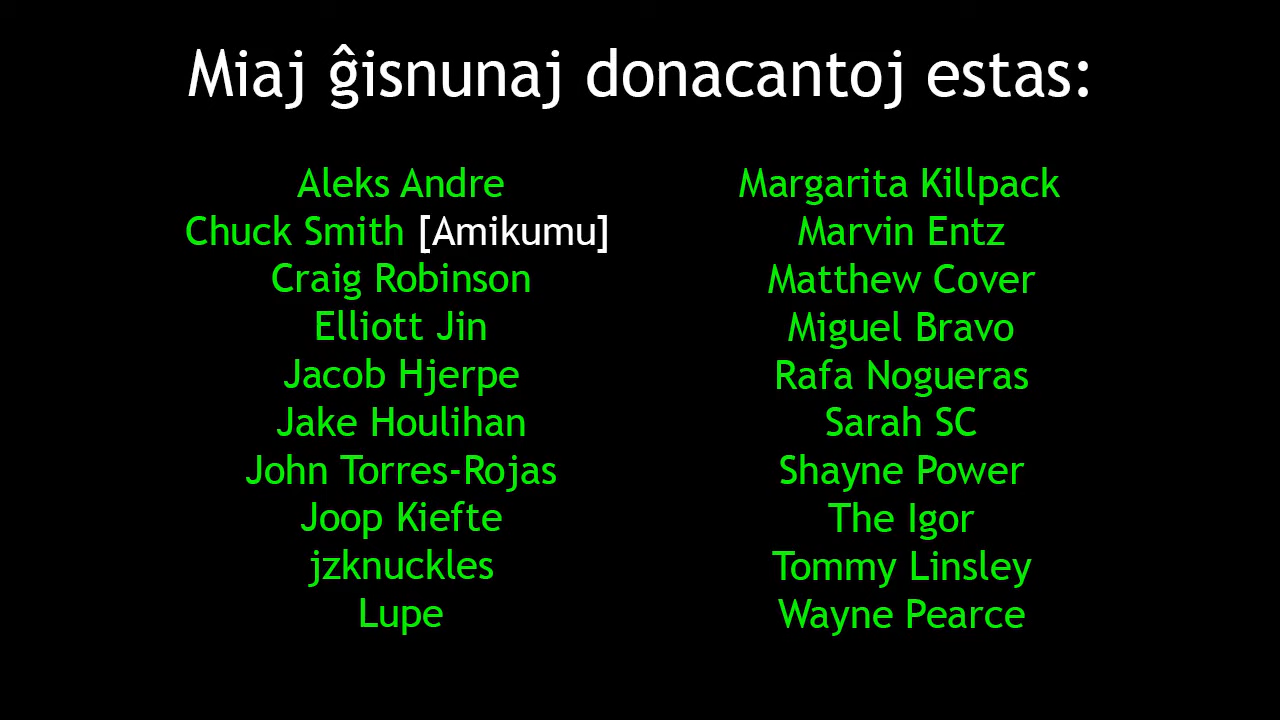 Miaj ĝisnunaj donacantoj estas:
Aleks Andre
Chuck Smith [Amikumu]
Craig Robinson
Elliott Jin
Jacob Hjerpe
Jake Houlihan
John Torres-Rojas
Joop Kiefte
jzknuckles
Lupe
Margarita Killpack
Marvin Entz
Matthew Cover
Miguel Bravo
Rafa Nogueras
Sarah SC
Shayne Power
The Igor
Tommy Linsley
Wayne Pearce